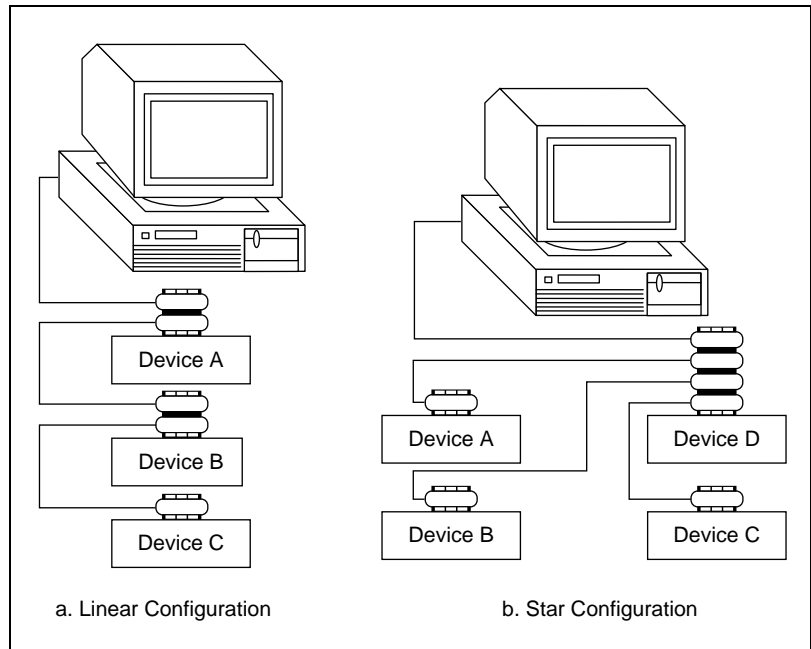 Device A
Device B
Device C
a. Linear Configuration
Device A
Device D
Device B
Device C
b. Star Configuration